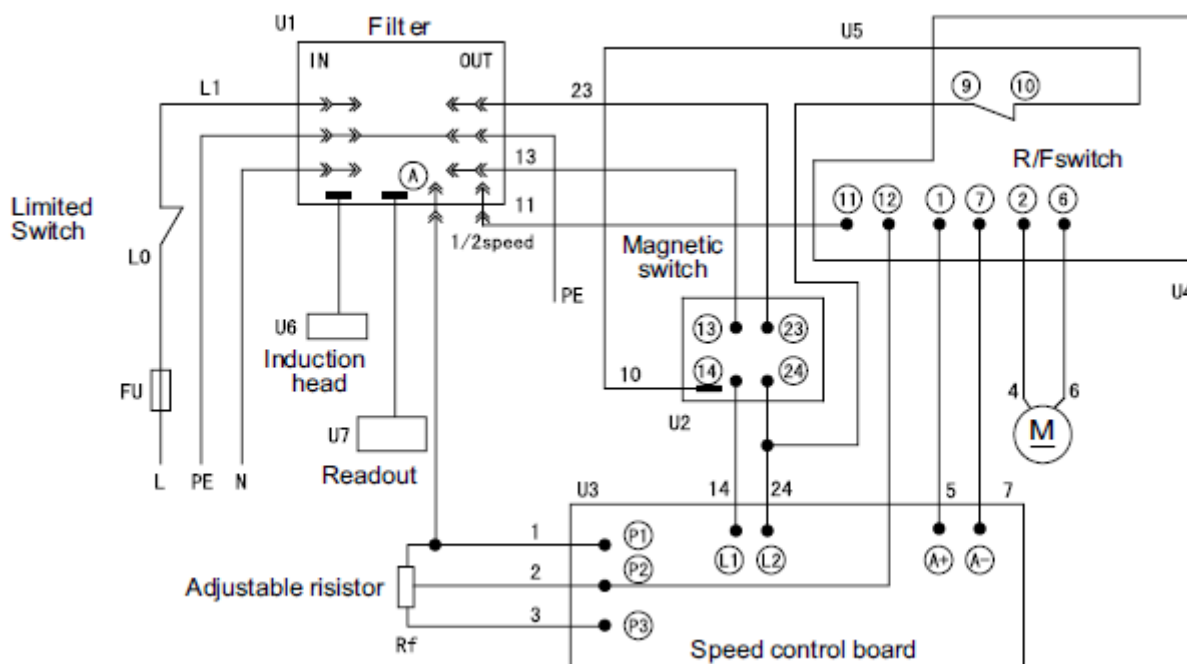 U1
Filter
U5
IN
OUT
L1
23
9
10
13
R/Fswitch
A
11
11
12
1
7
2
6
1/2speed
Limited
Switch
L0
Magnetic
switch
PE
U4
U6
13
23
Induction
head
14
24
10
FU
U2
4
6
M
U7
L
PE
N
Readout
U3
14
24
5
7
1
P1
L1
L2
A+
A-
2
P2
Adjustable risistor
3
P3
Rf
Speed control board